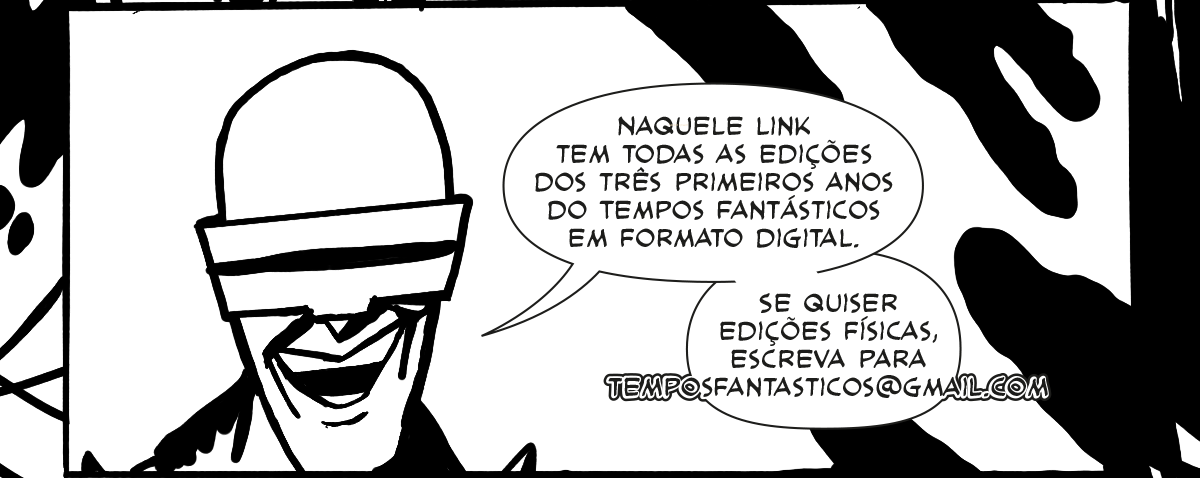 NAQUELE LINK
TEM TODAS AS EDIÇÕES
DOS TRÊS PRIMEIROS ANOS
DO TEMPOS FANTÁSTICOS
EM FORMATO DIGITAL.
SE QUISER
EDIÇÕES FÍSICAS,
ESCREVA PARA
TEMPOSFANTASTICOS@GMAIL.COM